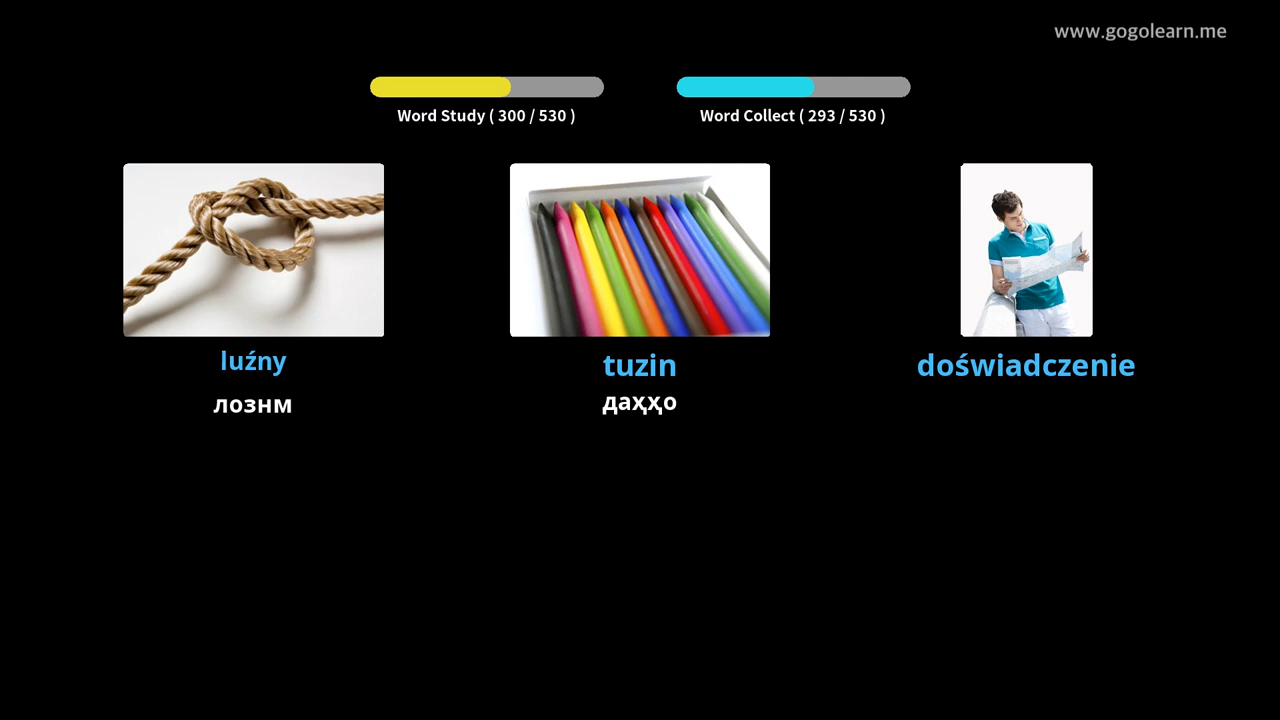 www.gogolearn.me
Word Study ( 300 / 530 )
Word Collect ( 293 / 530 )
luźny
tuzin
doświadczenie
лознм
даҳҳо